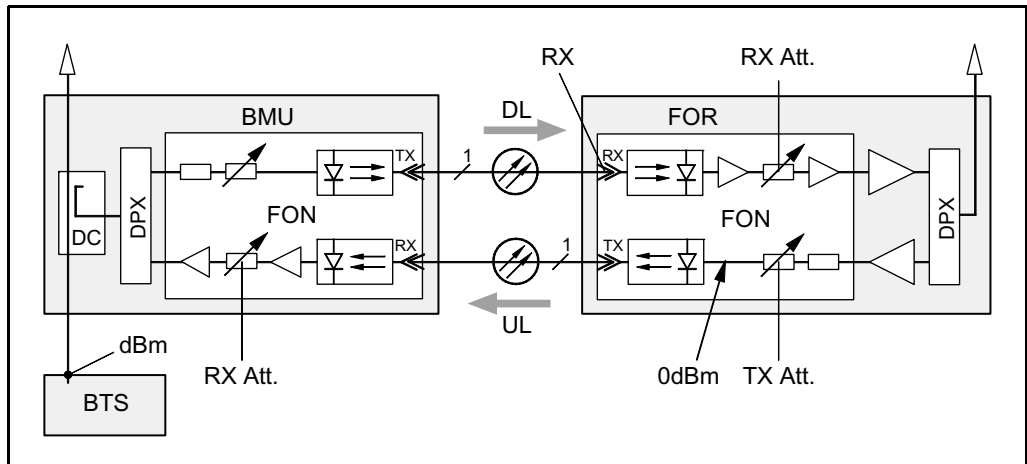 RX
RX Att.
BMU
DL
FOR
TX
1
RX
DC
DPX
FON
FON
DPX
RX
1
TX
UL
dBm
RX Att.
0dBm
TX Att.
BTS